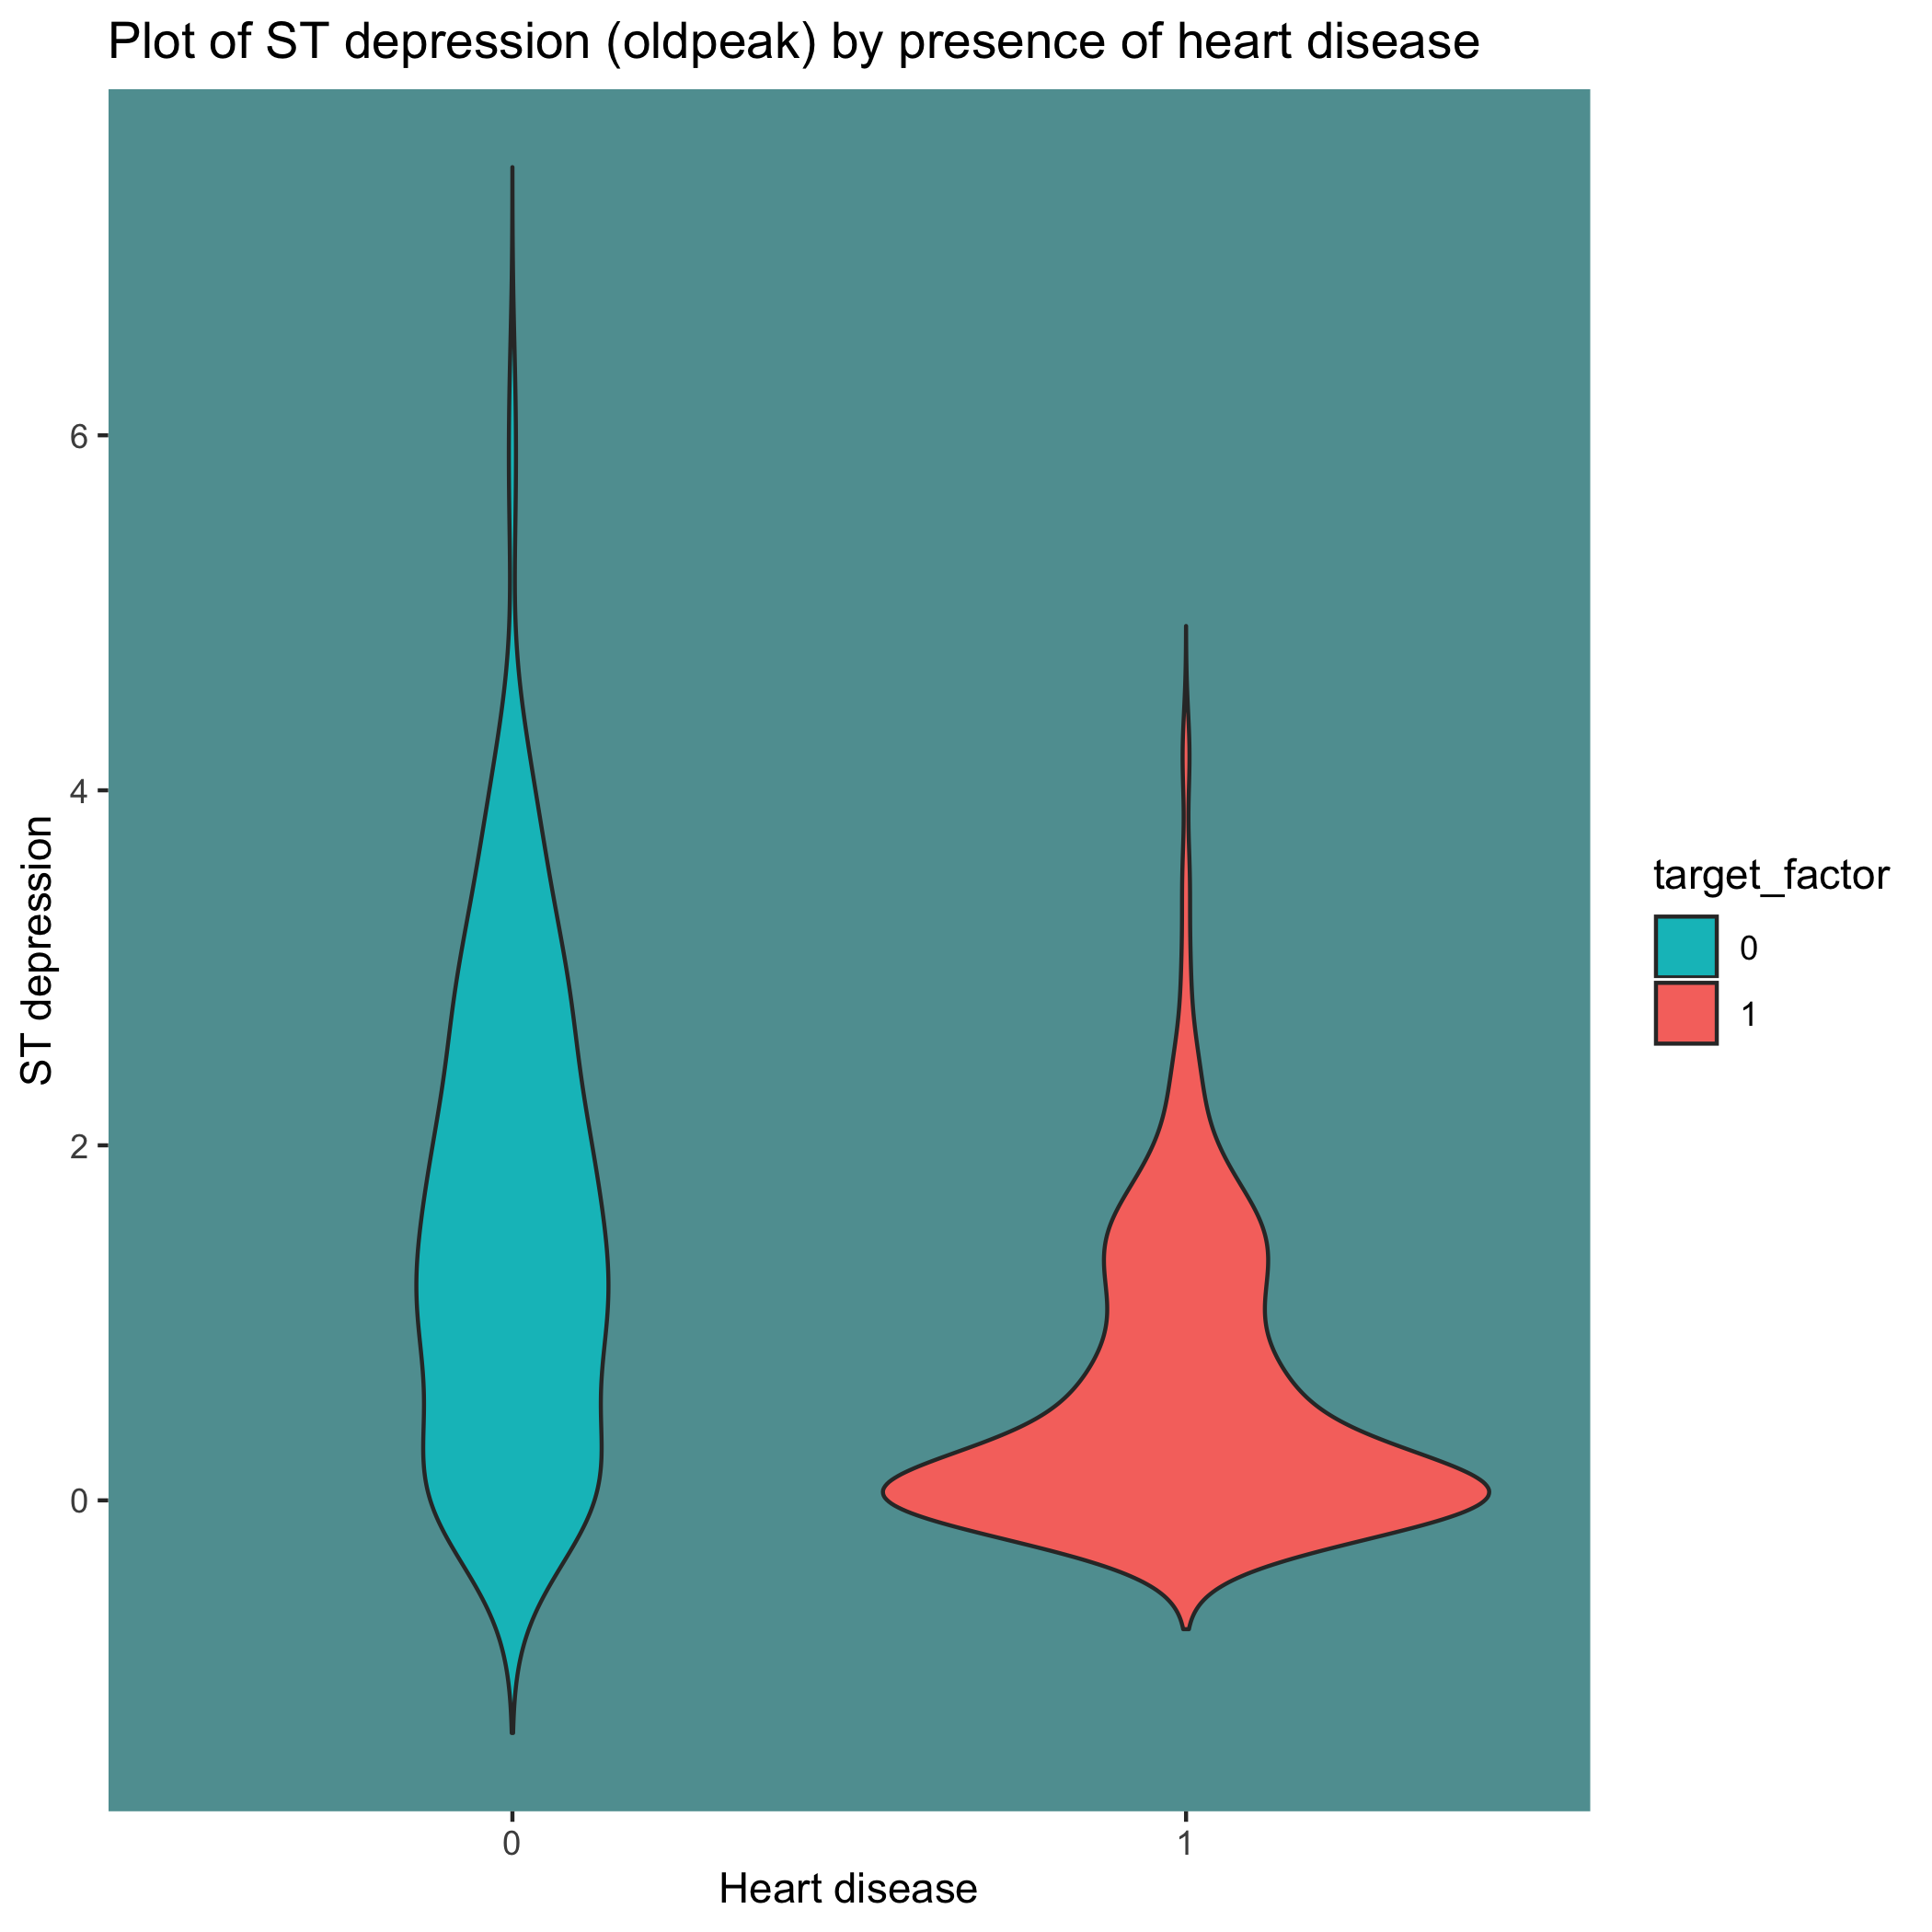 Plot of ST depression (oldpeak) by presence of heart disease
6
4
2
0
ST depression
0
1
Heart disease
target_factor
0
1